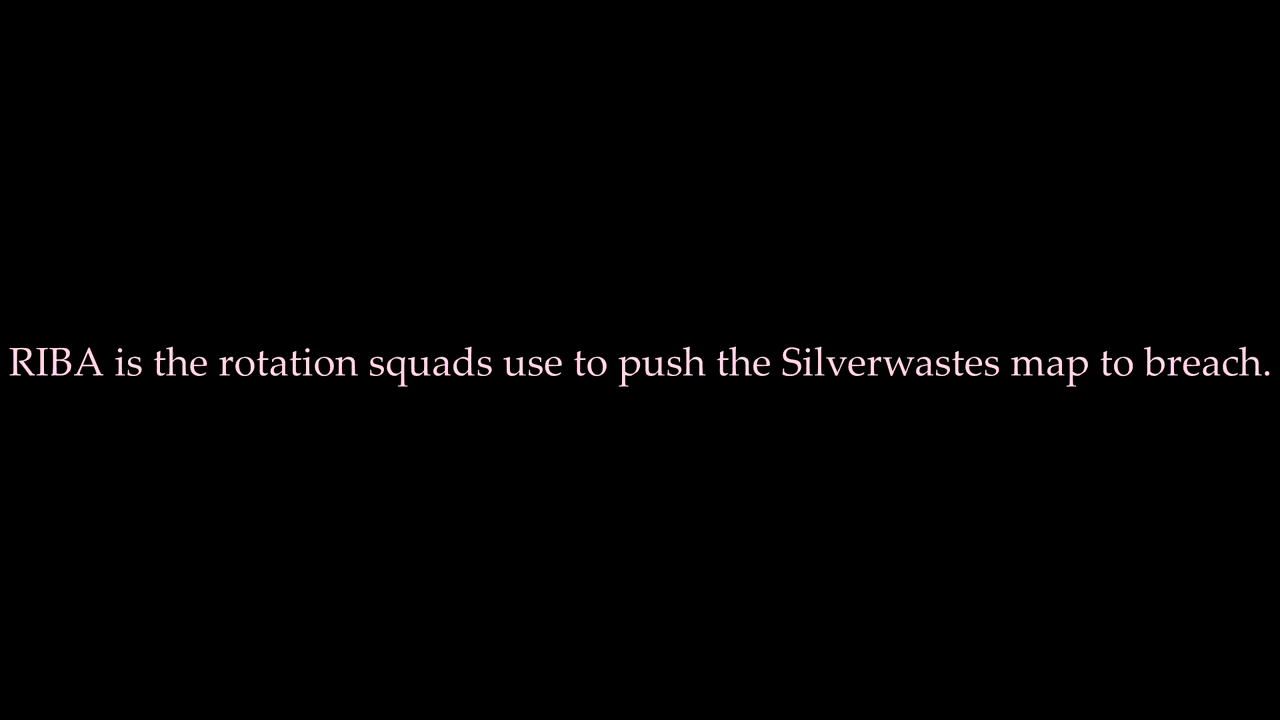 RIBA is the rotation squads use to push the Silverwastes map to breach.